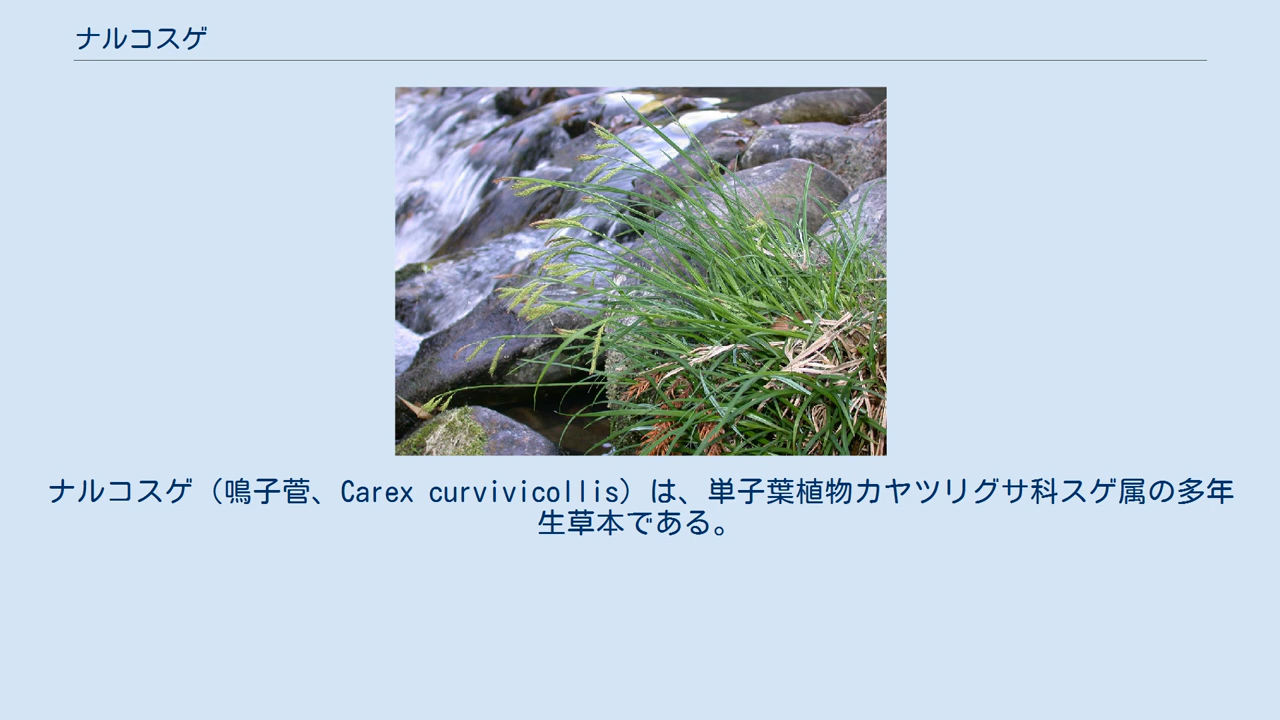 ナルコスゲ
ナルコスゲ（鳴子菅、Carex curvivicollis）は、単子葉植物カヤツリグサ科スゲ属の多年
生草本である。